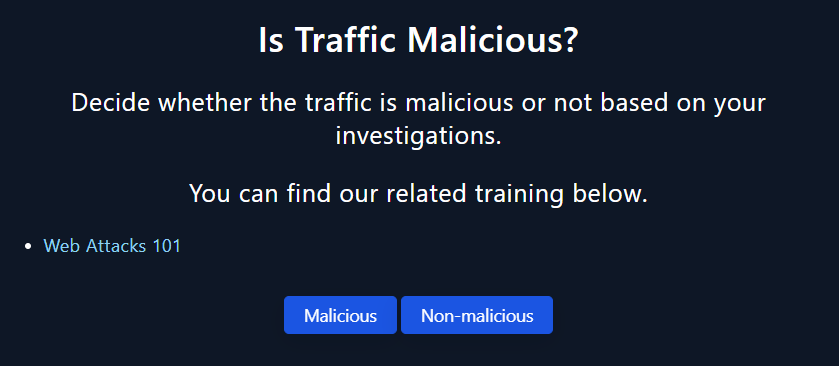 Is Traffic Malicious?
Decide whether the traffic is malicious or not based on your
investigations.
You can find our related training below.
• Web Attacks 101
Malicious Non-malicious